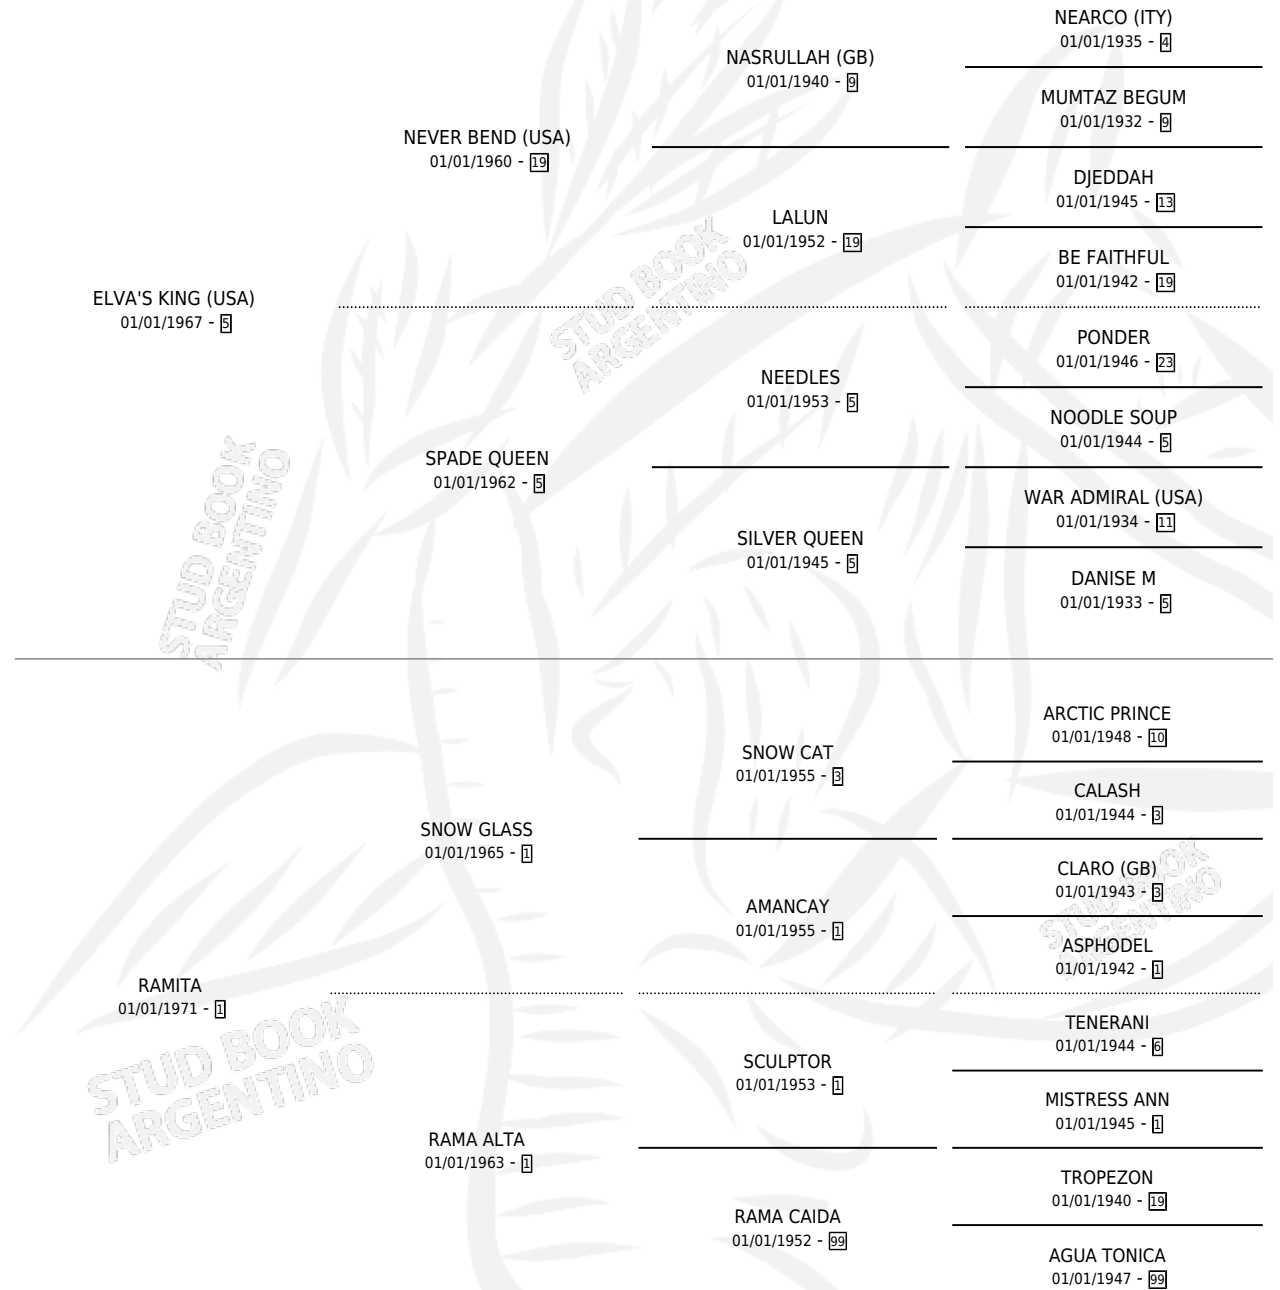 NEARCO (ITY)
01/01/1935 - 4
NASRULLAH (GB)
01/01/1940 - 9
MUMTAZ BEGUM
01/01/1932 - 9
NEVER BEND (USA)
01/01/1960 - 19
DJEDDAH
01/01/1945 - 13
LALUN
01/01/1952 - 19
BE FAITHFUL
01/01/1942 - 19
ELVA'S KING (USA)
01/01/1967 - 5
STUD BOOK
ARGENTINO
PONDER
01/01/1946 - 23
NEEDLES
01/01/1953 - 5
NOODLE SOUP
01/01/1944 - 5
SPADE QUEEN
01/01/1962 - 5
WAR ADMIRAL (USA)
01/01/1934 - 11
SILVER QUEEN
01/01/1945 - 5
DANISE M
01/01/1933 - 5
STUD BOOK
ARGENTINO
ARCTIC PRINCE
01/01/1948 - 10
SNOW CAT
01/01/1955 - 3
CALASH
01/01/1944 - 3
SNOW GLASS
01/01/1965 - 1
CLARO (GB)
01/01/1943 - 3
AMANCAY
01/01/1955 - 1
STUD BOOK
ARGENTINO
ASPHODEL
01/01/1942 - 1
RAMITA
01/01/1971 - 1
STUD BOOK
ARGENTINO
TENERANI
01/01/1944 - 6
SCULPTOR
01/01/1953 - 1
MISTRESS ANN
01/01/1945 - 1
RAMA ALTA
01/01/1963 - 1
TROPEZON
01/01/1940 - 19
RAMA CAIDA
01/01/1952 - 99
AGUA TONICA
01/01/1947 - 99